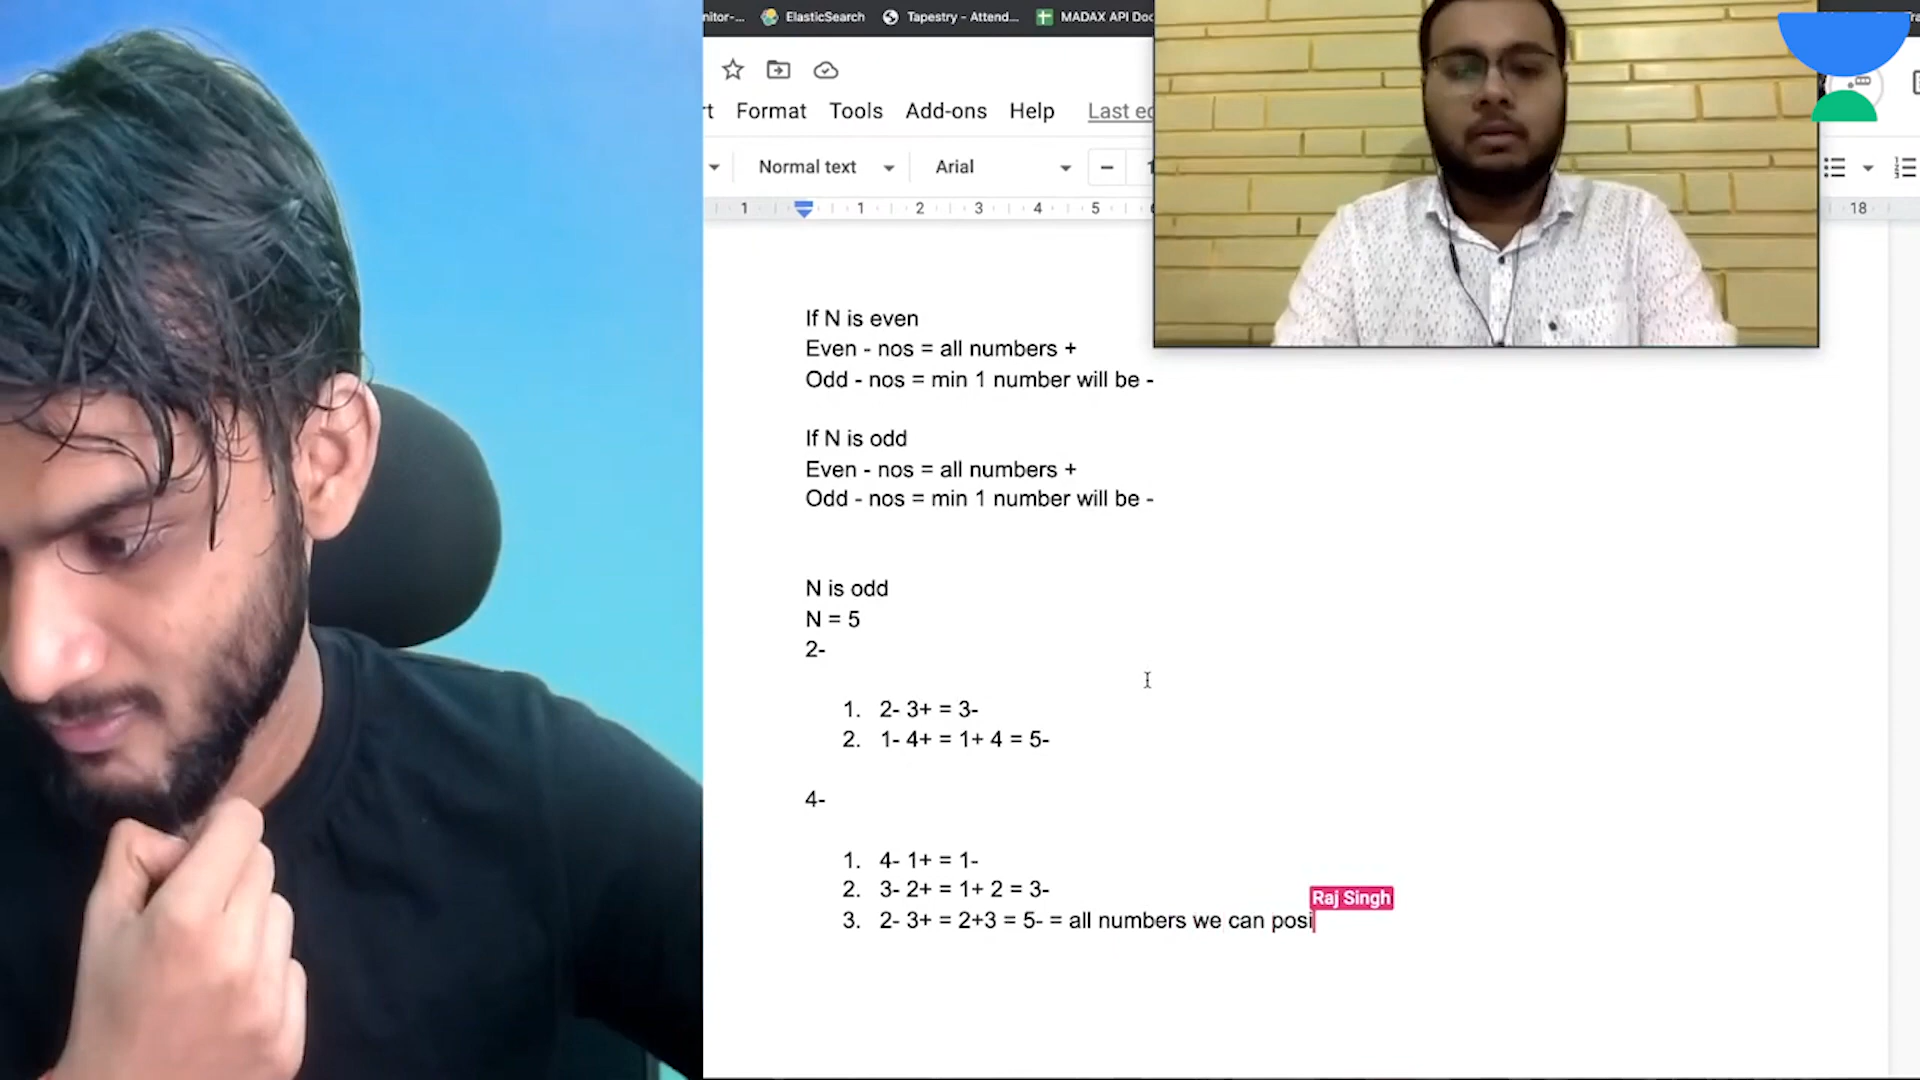 nitor-...
ElasticSearch
Tapestry - Attend...
MADAX API Doc
Format Tools Add-ons Help Last ed
Normal text
Arial
1 1 2 3 4 5 18
If N is even
Even - nos = all numbers +
Odd - nos = min 1 number will be -
If N is odd
Even - nos = all numbers +
Odd - nos = min 1 number will be -
N is odd
N = 5
2-
1. 2- 3+ = 3-
2. 1- 4+ = 1+ 4 = 5-
4-
1. 4- 1+ = 1-
2. 3- 2+ = 1+ 2 = 3-
Raj Singh
3. 2- 3+ = 2+3 = 5- = all numbers we can posi